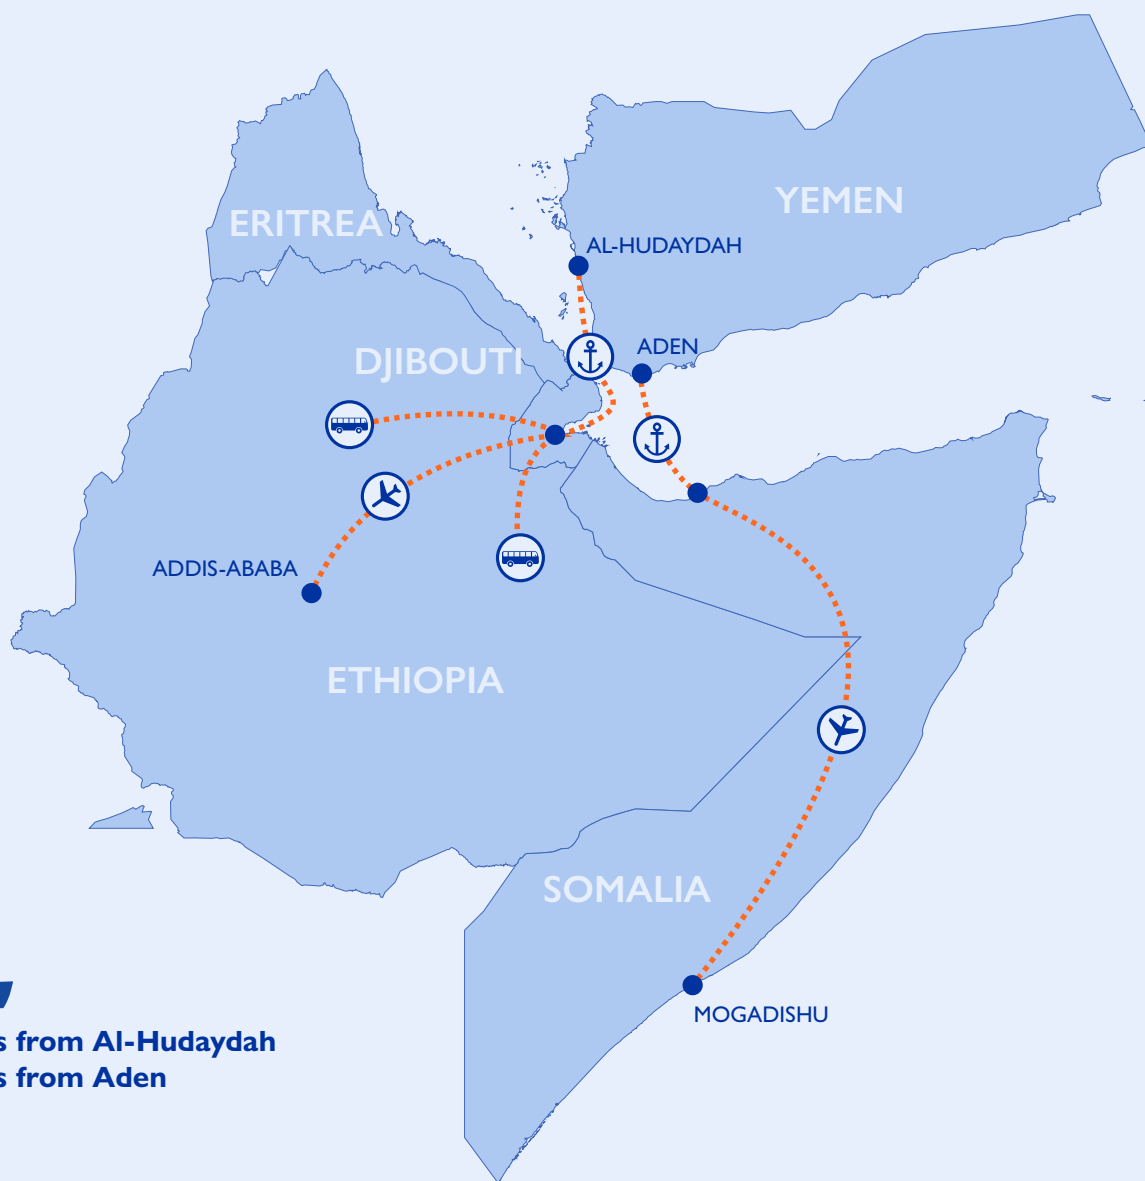 YEMEN
ERITREA
AL-HUDAYDAH
ADEN
DJIBOUTI
ADDIS-ABABA
ETHIOPIA
SOMALIA
MOGADISHU
s from Al-Hudaydah
s from Aden